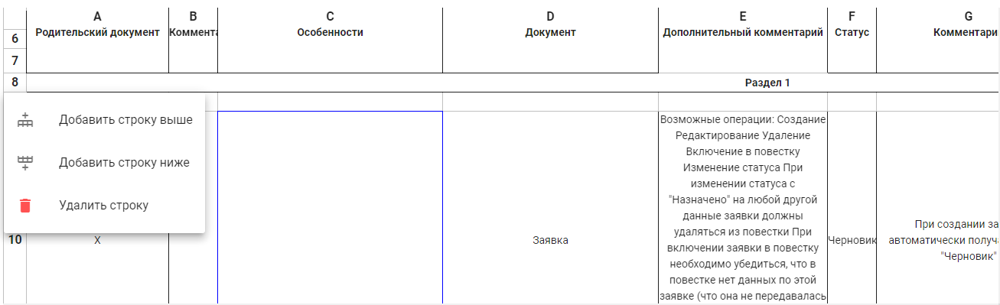 A B C D E F G
6 Родительский документ Коммента Особенности Документ Дополнительный комментарий Статус Комментари
7
8 Раздел 1
Добавить строку выше
Добавить строку ниже
Удалить строку
10 X Заявка
Возможные операции: Создание
Редактирование Удаление
Включение в повестку
Изменение статуса При
изменении статуса с
"Назначено" на любой другой
данные заявки должны
удаляться из повестки При
включении заявки в повестку
необходимо убедиться, что в
повестке нет данных по этой
заявке (что она не передавалась
Черновик
При создании за
автоматически получа
"Черновик"